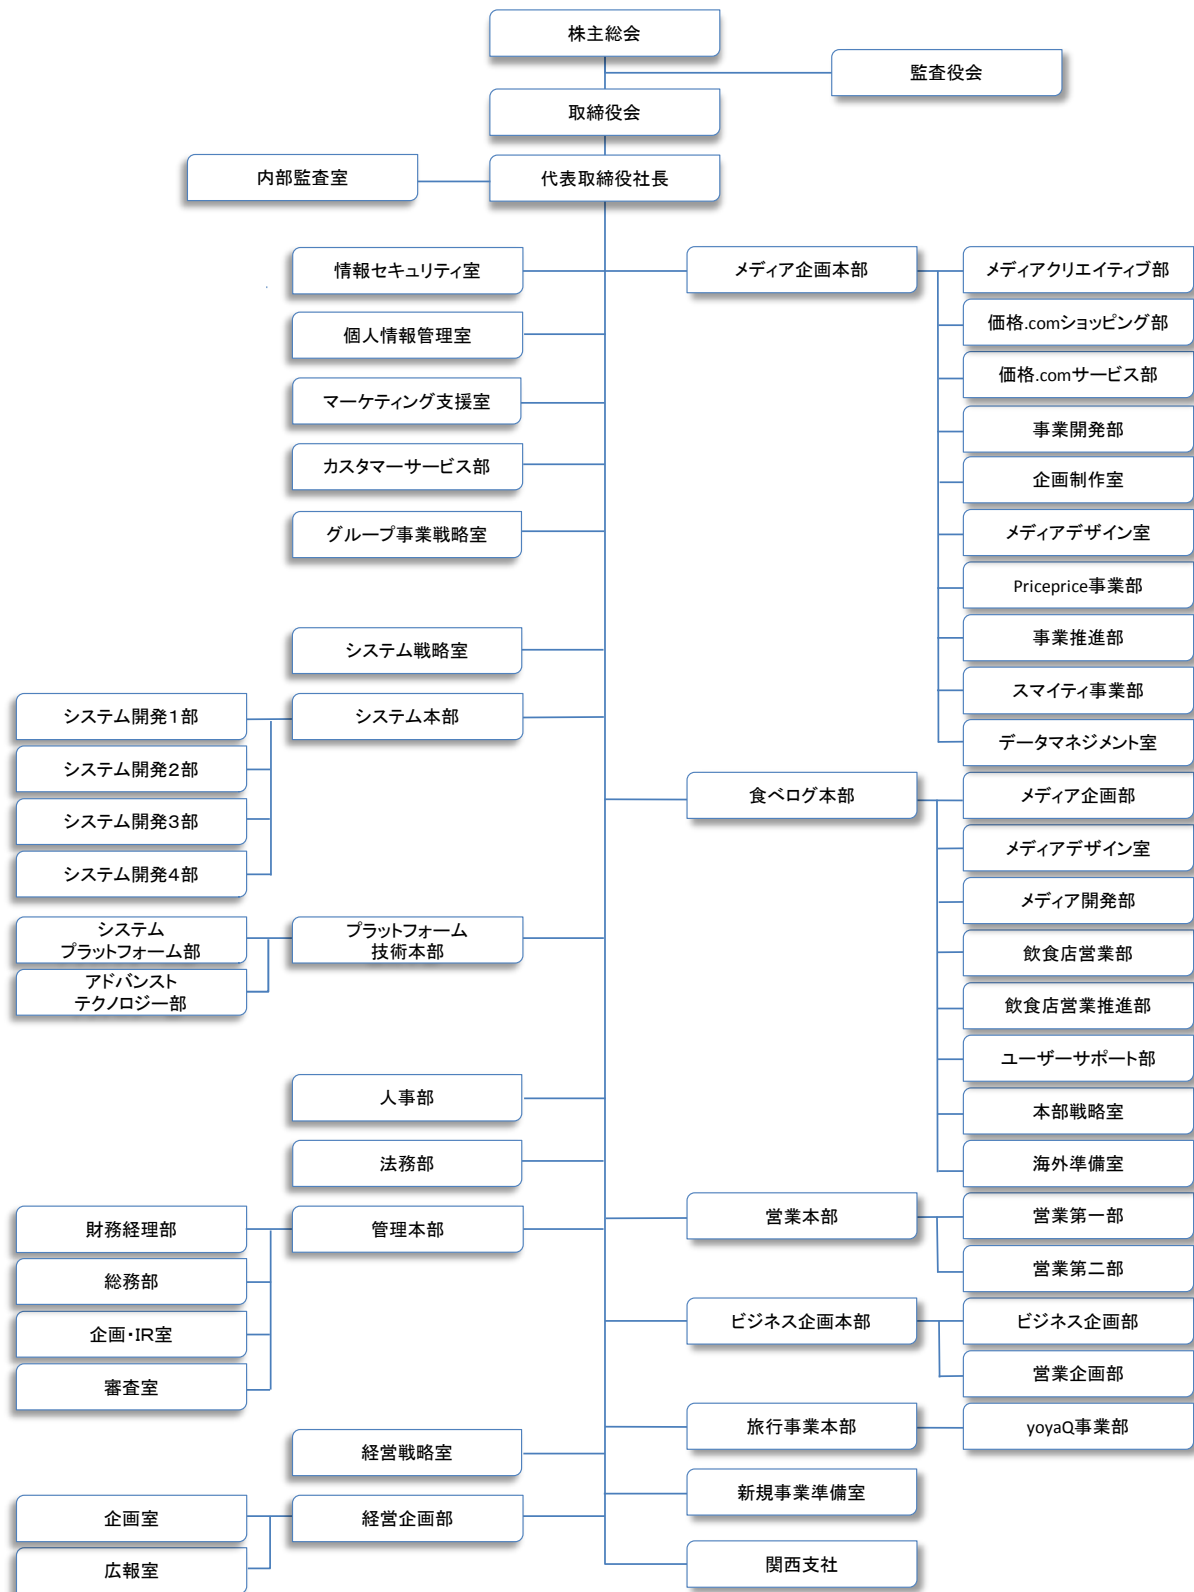 株主総会
監査役会
取締役会
内部監査室
代表取締役社長
情報セキュリティ室
個人情報管理室
マーケティング支援室
カスタマーサービス部
グループ事業戦略室
システム戦略室
システム本部
システム開発1部
システム開発2部
システム開発3部
システム開発4部
プラットフォーム
技術本部
システム
プラットフォーム部
アドバンスト
テクノロジー部
人事部
法務部
管理本部
財務経理部
総務部
企画・IR室
審査室
経営戦略室
経営企画部
企画室
広報室
メディア企画本部
メディアクリエイティブ部
価格.comショッピング部
価格.comサービス部
事業開発部
企画制作室
メディアデザイン室
Priceprice事業部
事業推進部
スマイティ事業部
データマネジメント室
食べログ本部
メディア企画部
メディアデザイン室
メディア開発部
飲食店営業部
飲食店営業推進部
ユーザーサポート部
本部戦略室
海外準備室
営業本部
営業第一部
営業第二部
ビジネス企画本部
ビジネス企画部
営業企画部
旅行事業本部
yoyaQ事業部
新規事業準備室
関西支社